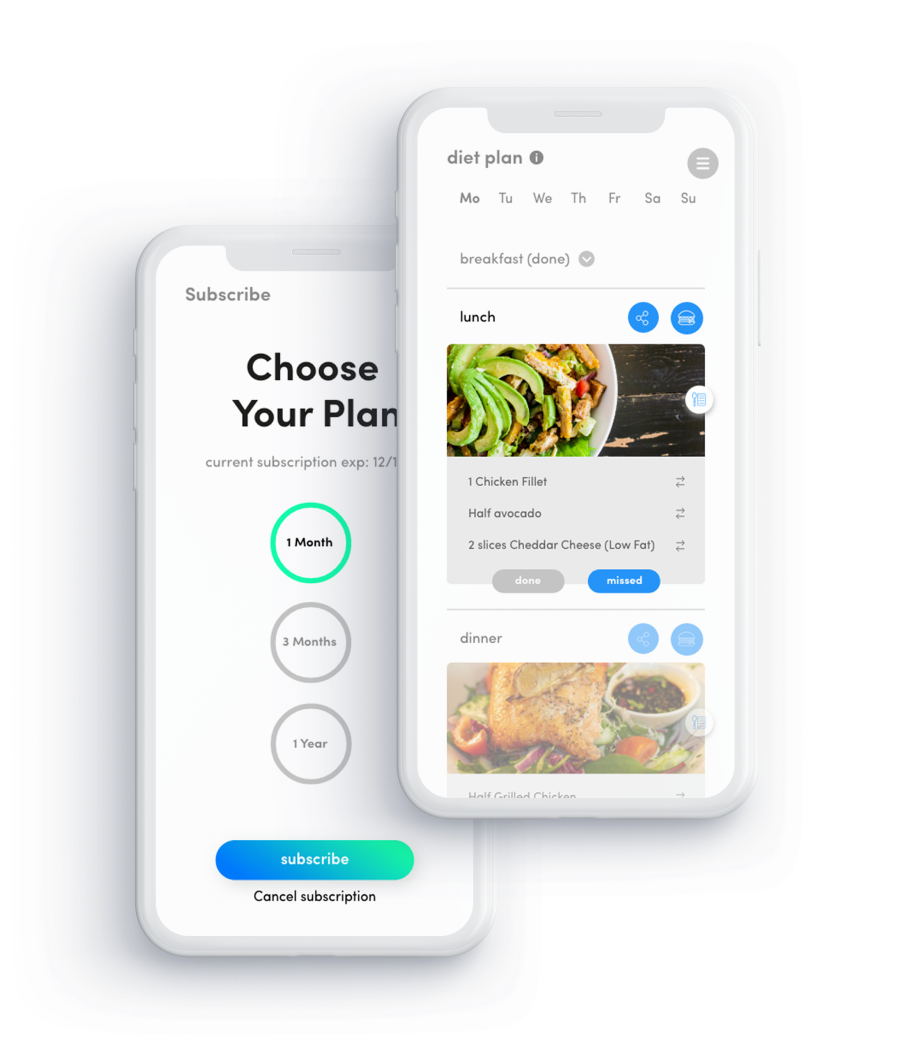 Subscribe
Choose
Your Plan
current subscription exp: 12/1
1 Month
3 Months
1 Year
subscribe
Cancel subscription
diet plan
Mo Tu We Th Fr Sa Su
breakfast (done)
lunch
1 Chicken Fillet
Half avocado
2 slices Cheddar Cheese (Low Fat)
done missed
dinner
Half Grilled Chicken